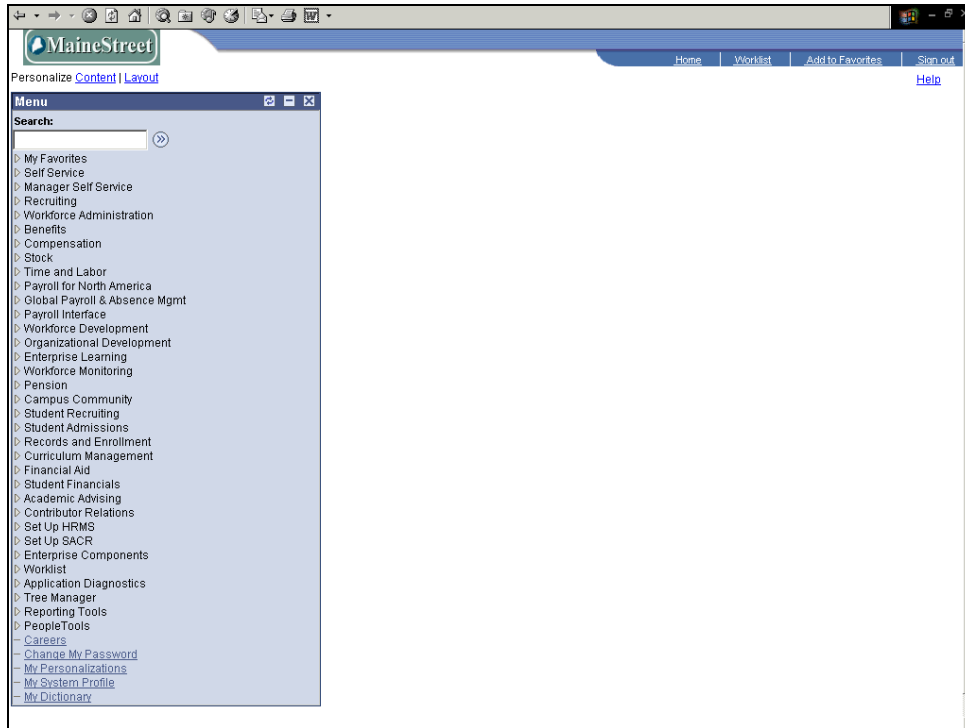 MaineStreet
Home Worklist Add to Favorites Sign out
Personalize Content | Layout
Help
Menu
Search:
My Favorites
Self Service
Manager Self Service
Recruiting
Workforce Administration
Benefits
Compensation
Stock
Time and Labor
Payroll for North America
Global Payroll & Absence Mgmt
Payroll Interface
Workforce Development
Organizational Development
Enterprise Learning
Workforce Monitoring
Pension
Campus Community
Student Recruiting
Student Admissions
Records and Enrollment
Curriculum Management
Financial Aid
Student Financials
Academic Advising
Contributor Relations
Set Up HRMS
Set Up SACR
Enterprise Components
Worklist
Application Diagnostics
Tree Manager
Reporting Tools
PeopleTools
Careers
Change My Password
My Personalizations
My System Profile
My Dictionary